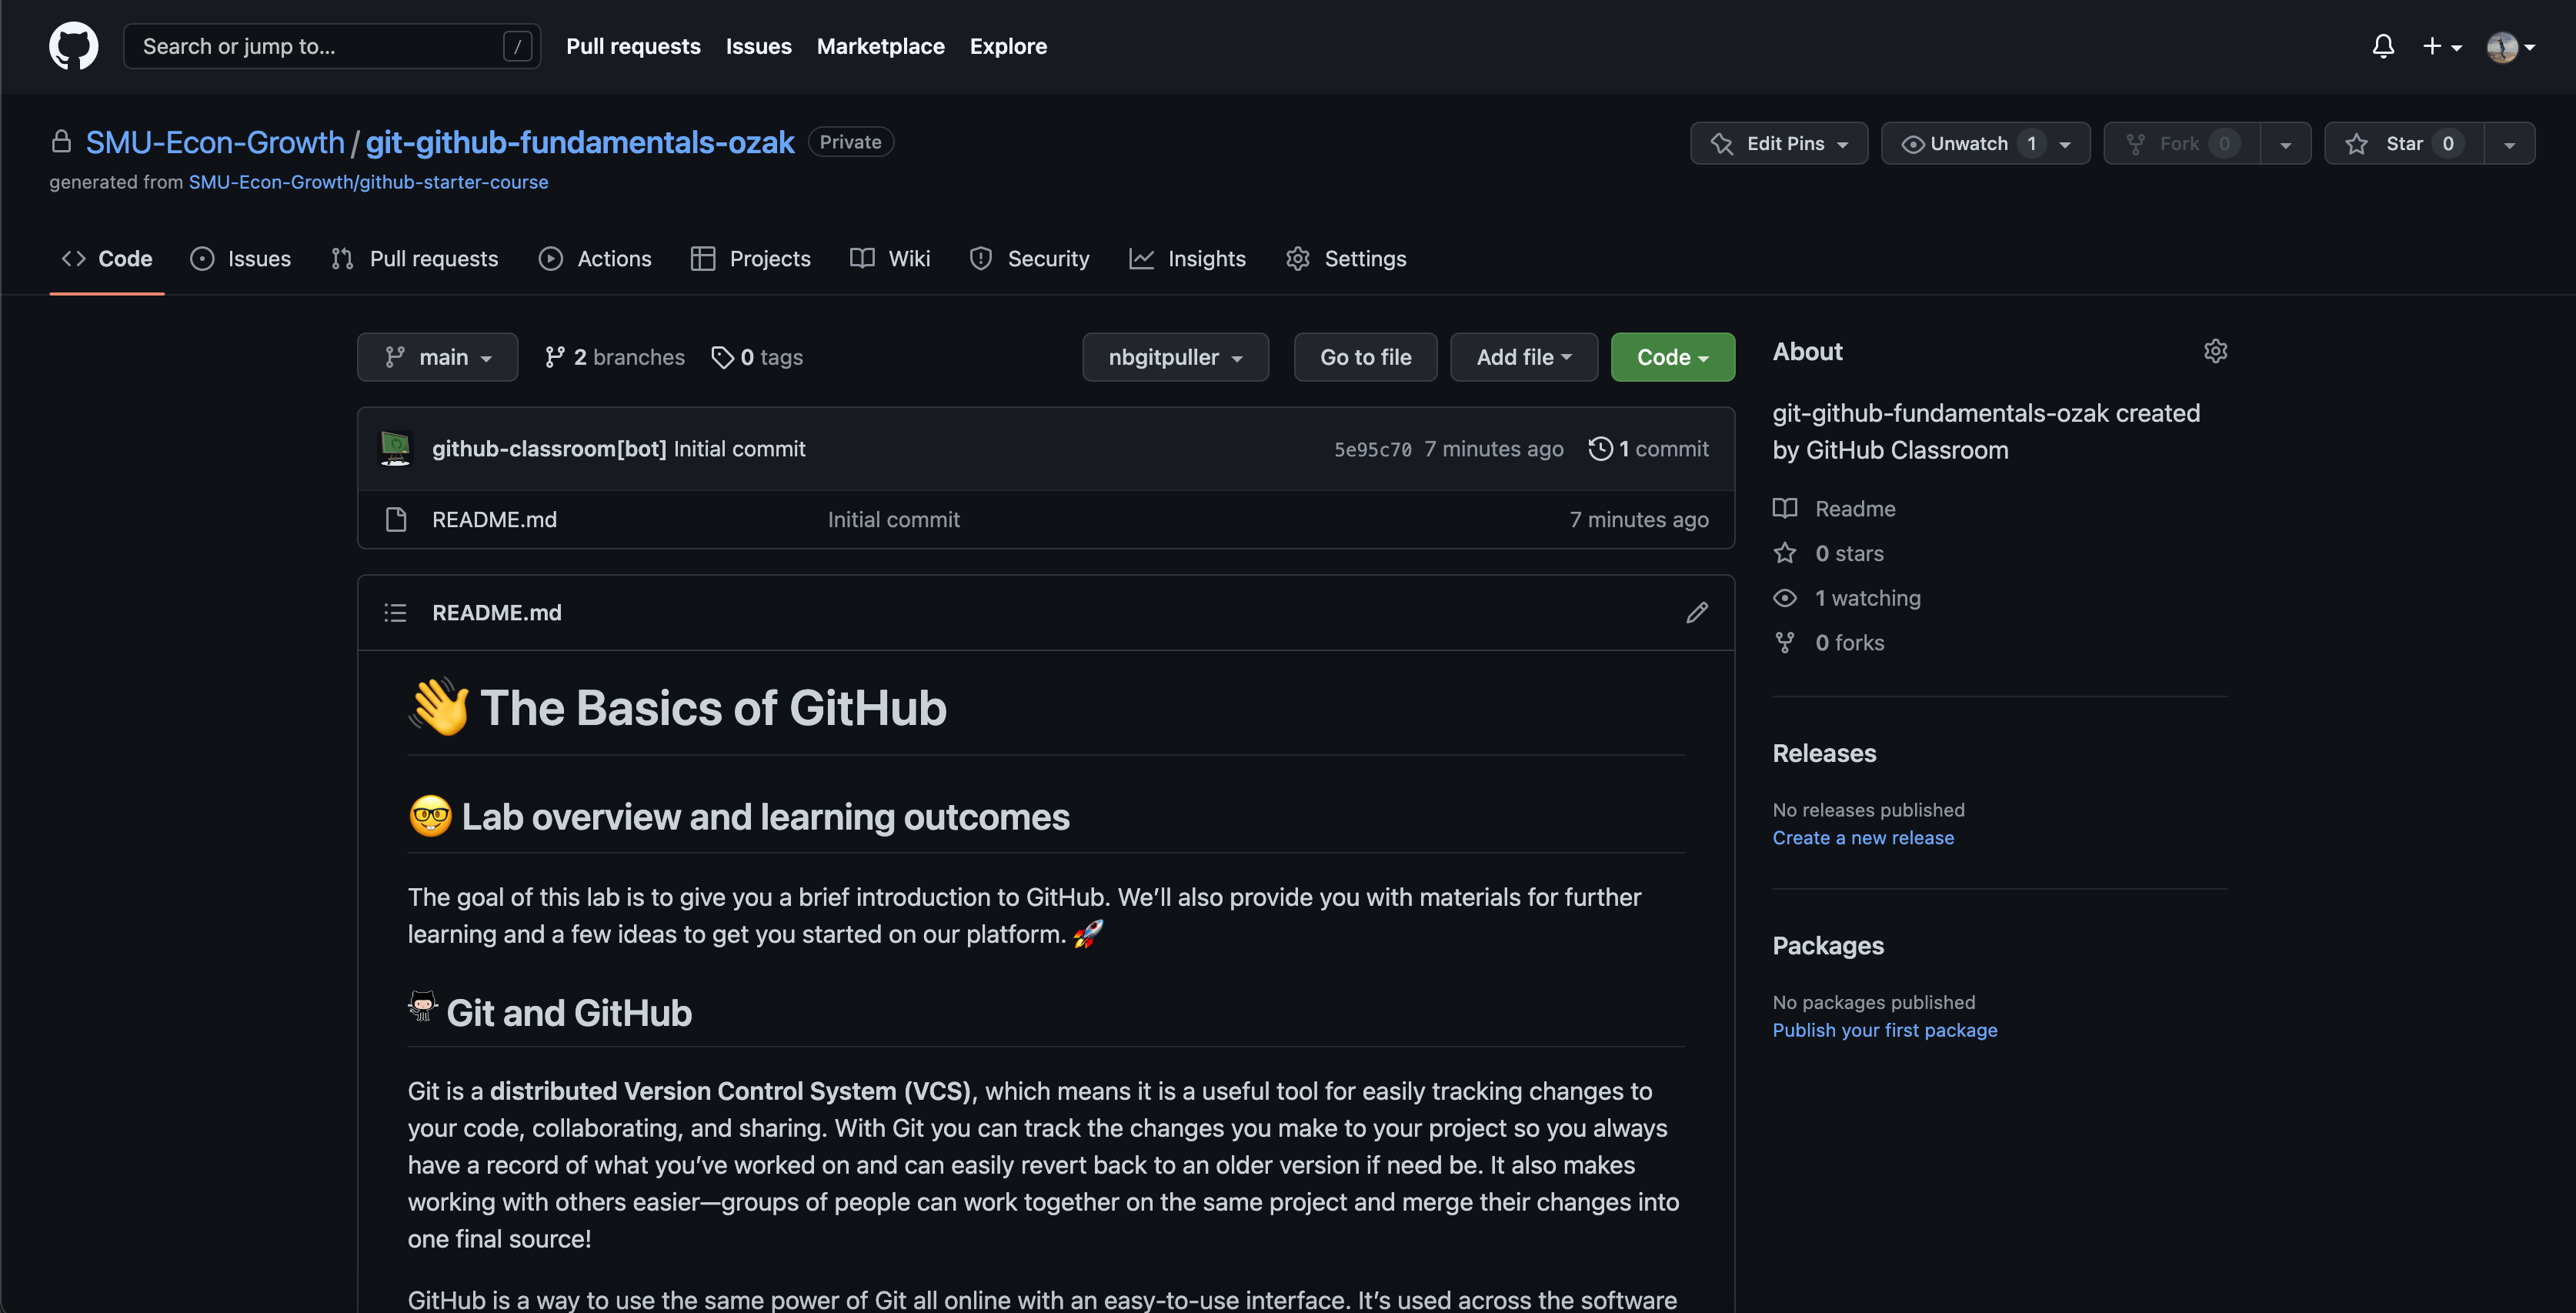 Search or jump to... /
Pull requests Issues Marketplace Explore
SMU-Econ-Growth / git-github-fundamentals-ozak Private
generated from SMU-Econ-Growth/github-starter-course
Edit Pins Unwatch 1 Fork 0 Star 0
Code Issues Pull requests Actions Projects Wiki Security Insights Settings
main 2 branches 0 tags nbgitpuller Go to file Add file Code
github-classroom[bot] Initial commit 5e95c70 7 minutes ago 1 commit
README.md Initial commit 7 minutes ago
README.md
👋 The Basics of GitHub
🤓 Lab overview and learning outcomes
The goal of this lab is to give you a brief introduction to GitHub. We’ll also provide you with materials for further
learning and a few ideas to get you started on our platform. 🚀
Git and GitHub
Git is a distributed Version Control System (VCS), which means it is a useful tool for easily tracking changes to
your code, collaborating, and sharing. With Git you can track the changes you make to your project so you always
have a record of what you’ve worked on and can easily revert back to an older version if need be. It also makes
working with others easier—groups of people can work together on the same project and merge their changes into
one final source!
GitHub is a way to use the same power of Git all online with an easy-to-use interface. It’s used across the software
About
git-github-fundamentals-ozak created
by GitHub Classroom
Readme
0 stars
1 watching
0 forks
Releases
No releases published
Create a new release
Packages
No packages published
Publish your first package